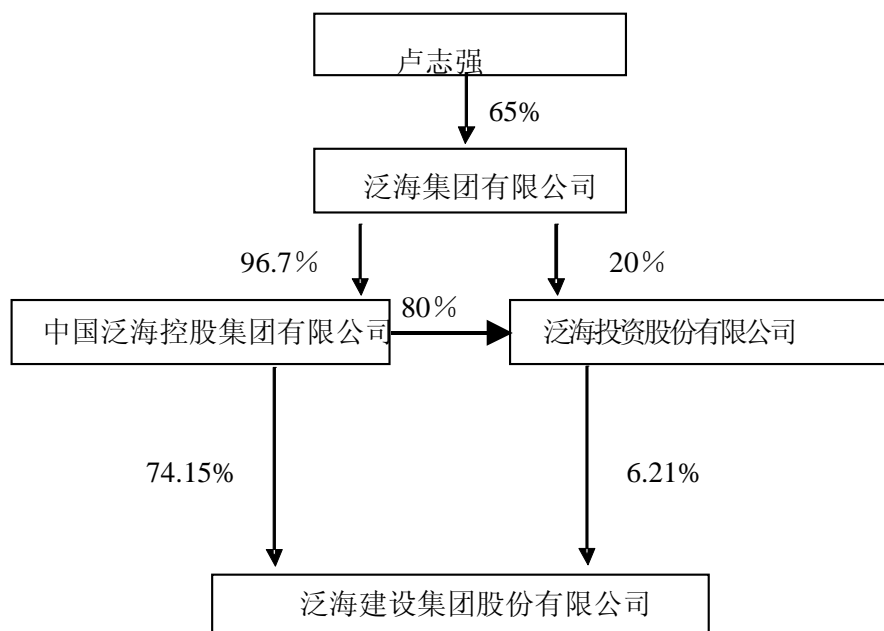 卢志强
65%
泛海集团有限公司
96.7％
20％
80％
中国泛海控股集团有限公司
泛海投资股份有限公司
74.15%
6.21%
泛海建设集团股份有限公司